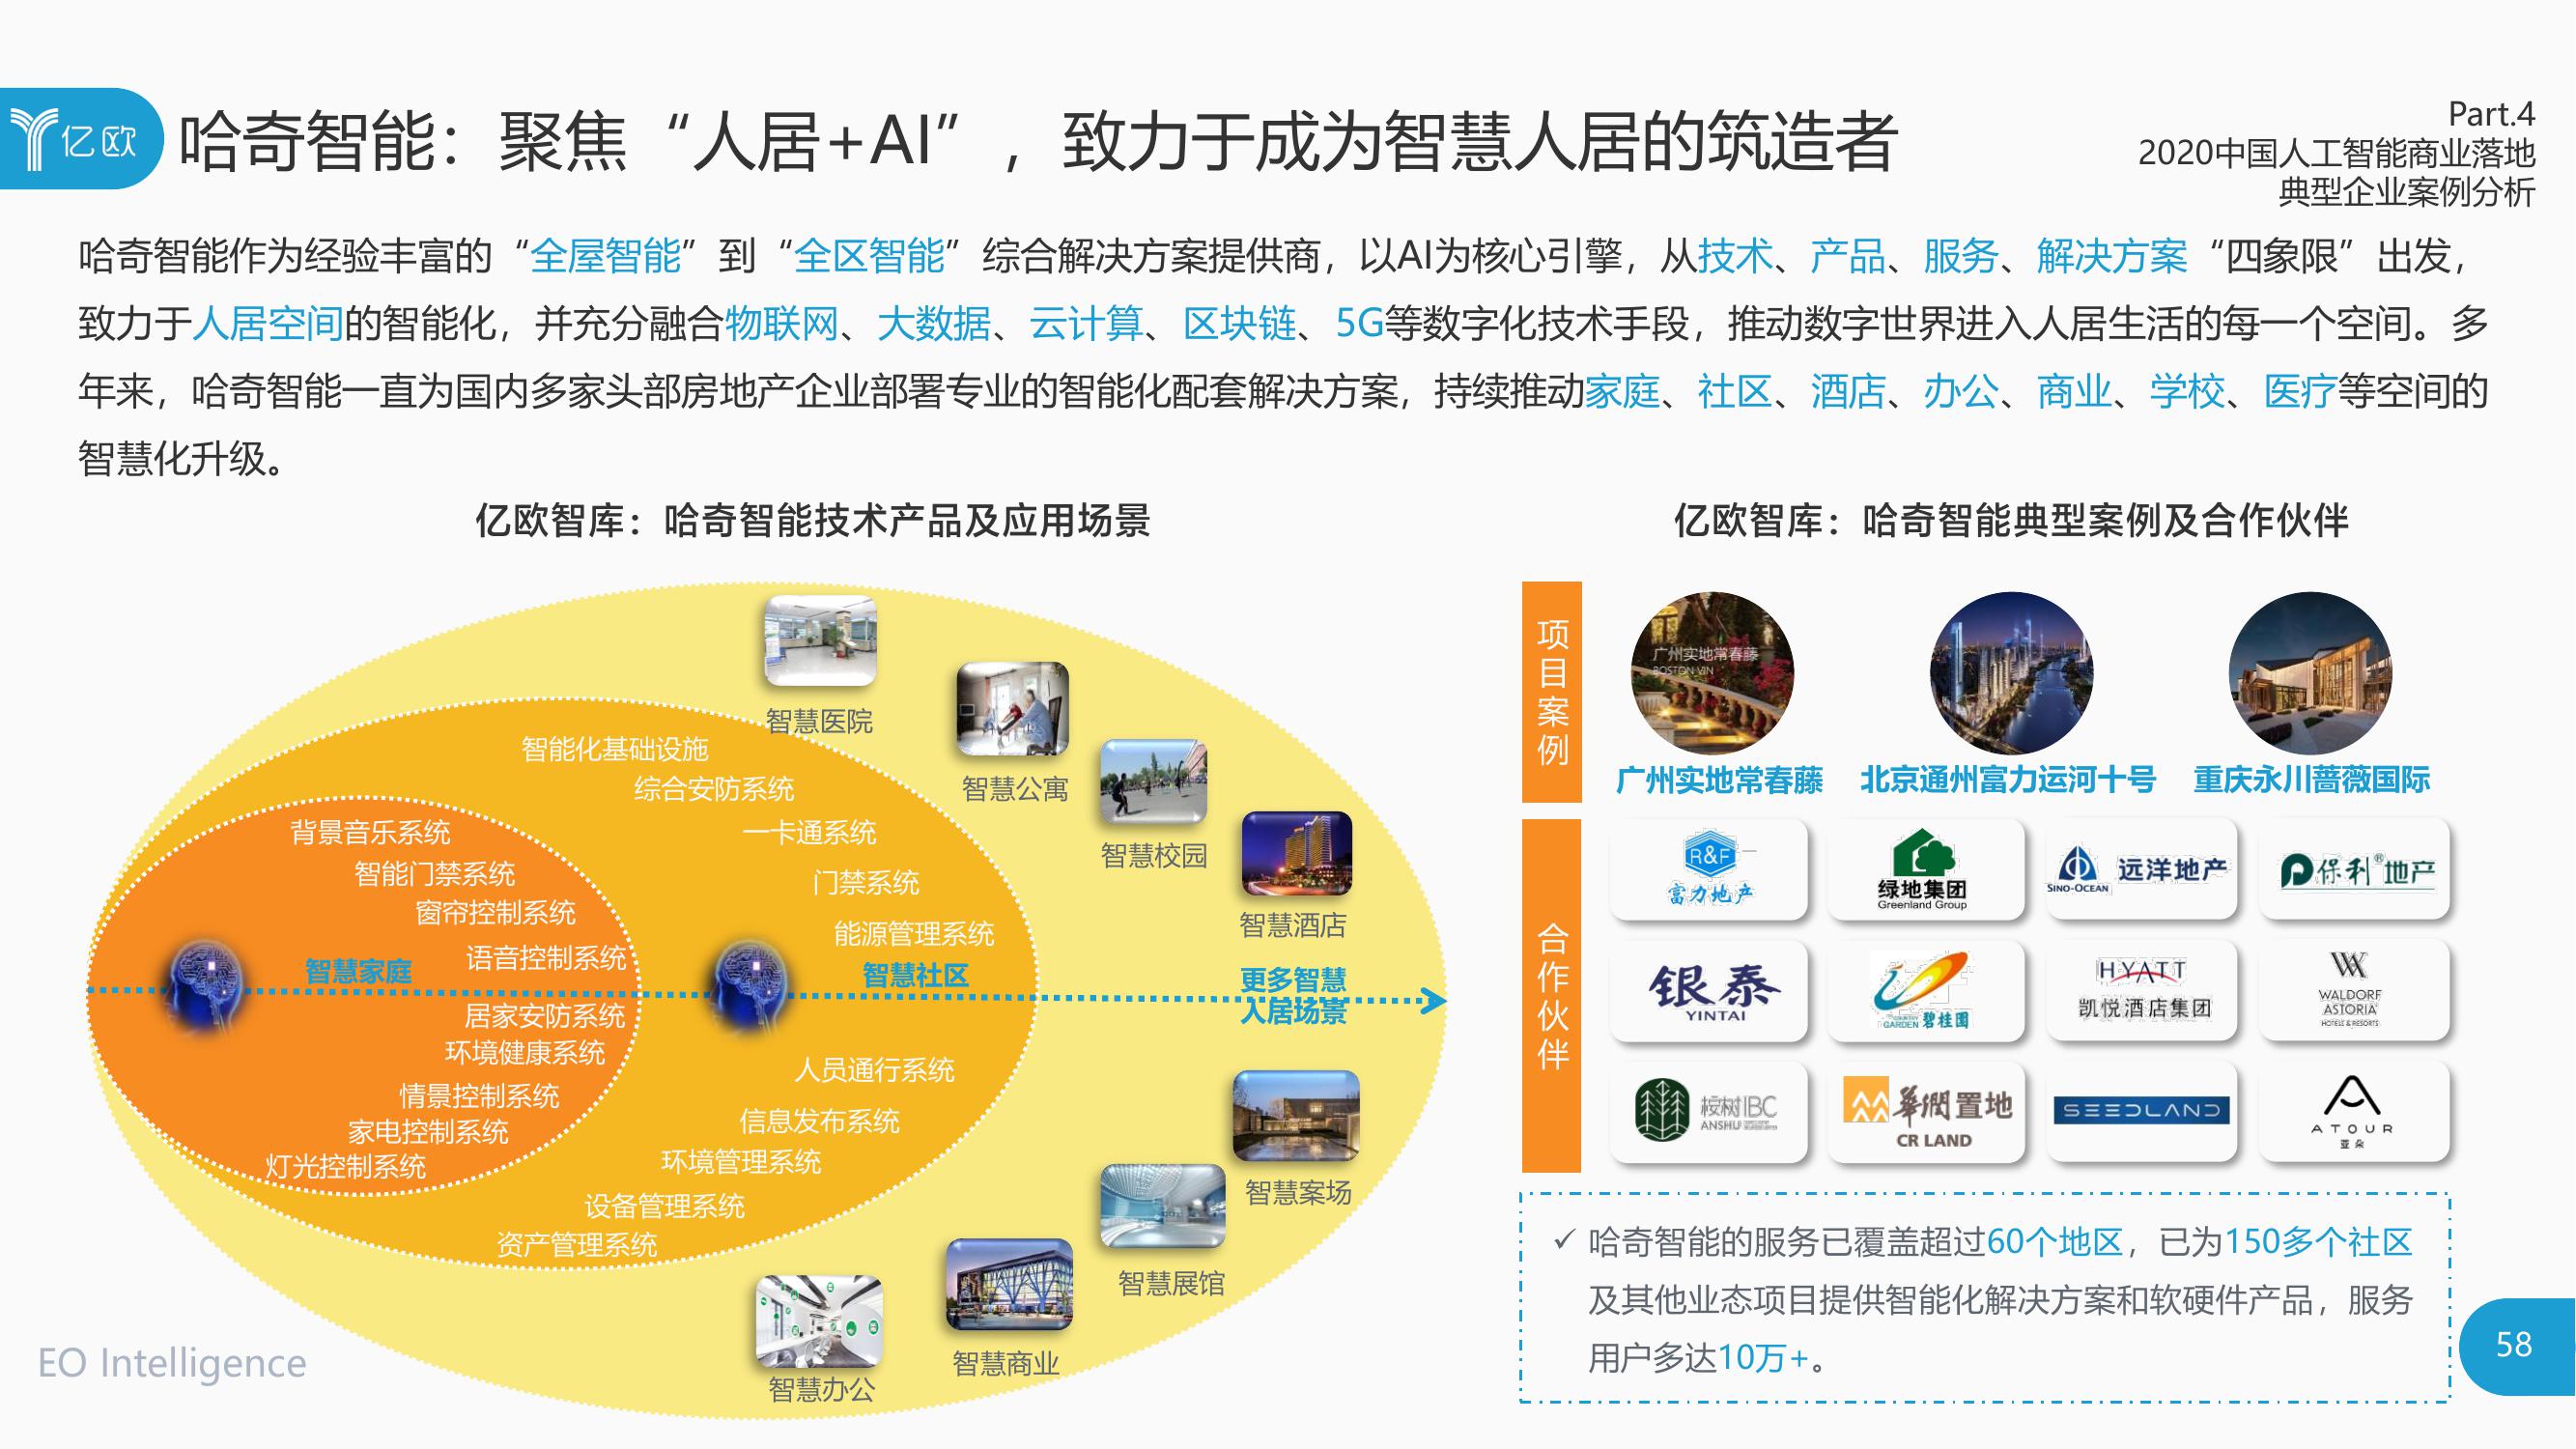 亿欧
哈奇智能：聚焦“人居+AI”，致力于成为智慧人居的筑造者
Part.4
2020中国人工智能商业落地
典型企业案例分析
哈奇智能作为经验丰富的“全屋智能”到“全区智能”综合解决方案提供商，以AI为核心引擎，从技术、产品、服务、解决方案“四象限”出发，
致力于人居空间的智能化，并充分融合物联网、大数据、云计算、区块链、5G等数字化技术手段，推动数字世界进入人居生活的每一个空间。多
年来，哈奇智能一直为国内多家头部房地产企业部署专业的智能化配套解决方案，持续推动家庭、社区、酒店、办公、商业、学校、医疗等空间的
智慧化升级。
亿欧智库：哈奇智能技术产品及应用场景
智慧医院
智慧公寓
智慧校园
智慧酒店
更多智慧
人居场景
智慧案场
智慧展馆
智慧商业
智慧办公
智能化基础设施
综合安防系统
一卡通系统
门禁系统
能源管理系统
智慧社区
人员通行系统
信息发布系统
环境管理系统
设备管理系统
资产管理系统
背景音乐系统
智能门禁系统
窗帘控制系统
语音控制系统
智慧家庭
居家安防系统
环境健康系统
情景控制系统
家电控制系统
灯光控制系统
亿欧智库：哈奇智能典型案例及合作伙伴
项目案例
广州实地常春藤
BOSTON VIN
广州实地常春藤
北京通州富力运河十号
重庆永川蔷薇国际
合作伙伴
R&F
富力地产
绿地集团
Greenland Group
SINO-OCEAN
远洋地产
保利®地产
银泰
YINTAI
GARDEN 碧桂园
HYATT
凯悦酒店集团
WALDORF
ASTORIA
HOTELS & RESORTS
桉树IBC
ANSHU
华润置地
CR LAND
SEEDLAND
ATOUR
亚朵
✓ 哈奇智能的服务已覆盖超过60个地区，已为150多个社区
及其他业态项目提供智能化解决方案和软硬件产品，服务
用户多达10万+。
EO Intelligence
58